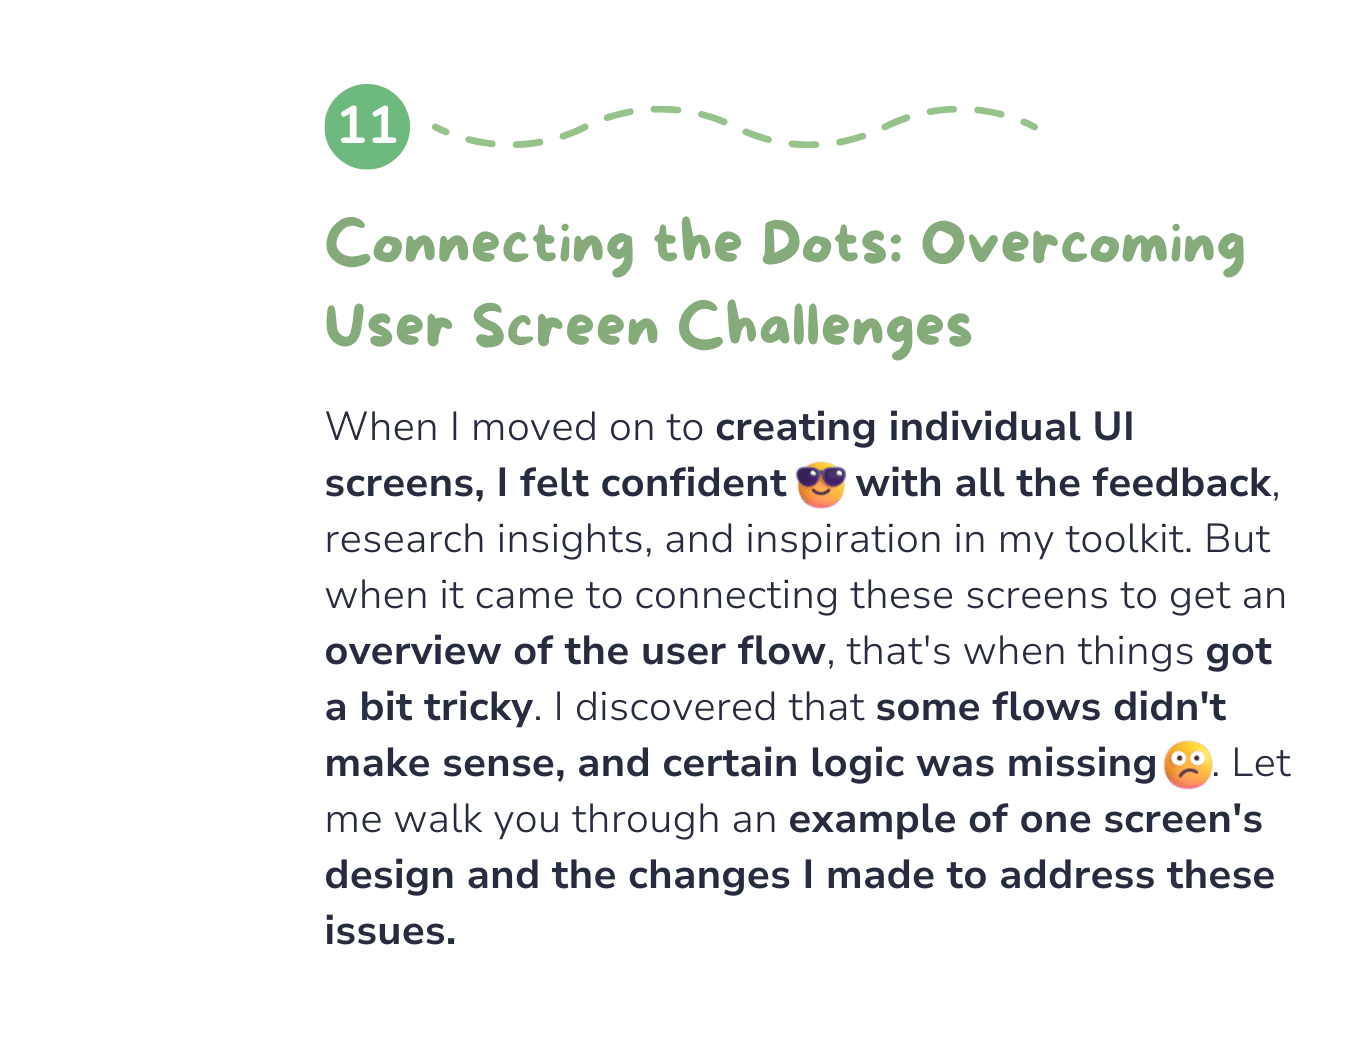 11
Connecting the Dots: Overcoming
User Screen Challenges
When I moved on to creating individual UI
screens, I felt confident 😎 with all the feedback,
research insights, and inspiration in my toolkit. But
when it came to connecting these screens to get an
overview of the user flow, that's when things got
a bit tricky. I discovered that some flows didn't
make sense, and certain logic was missing🫤. Let
me walk you through an example of one screen's
design and the changes I made to address these
issues.